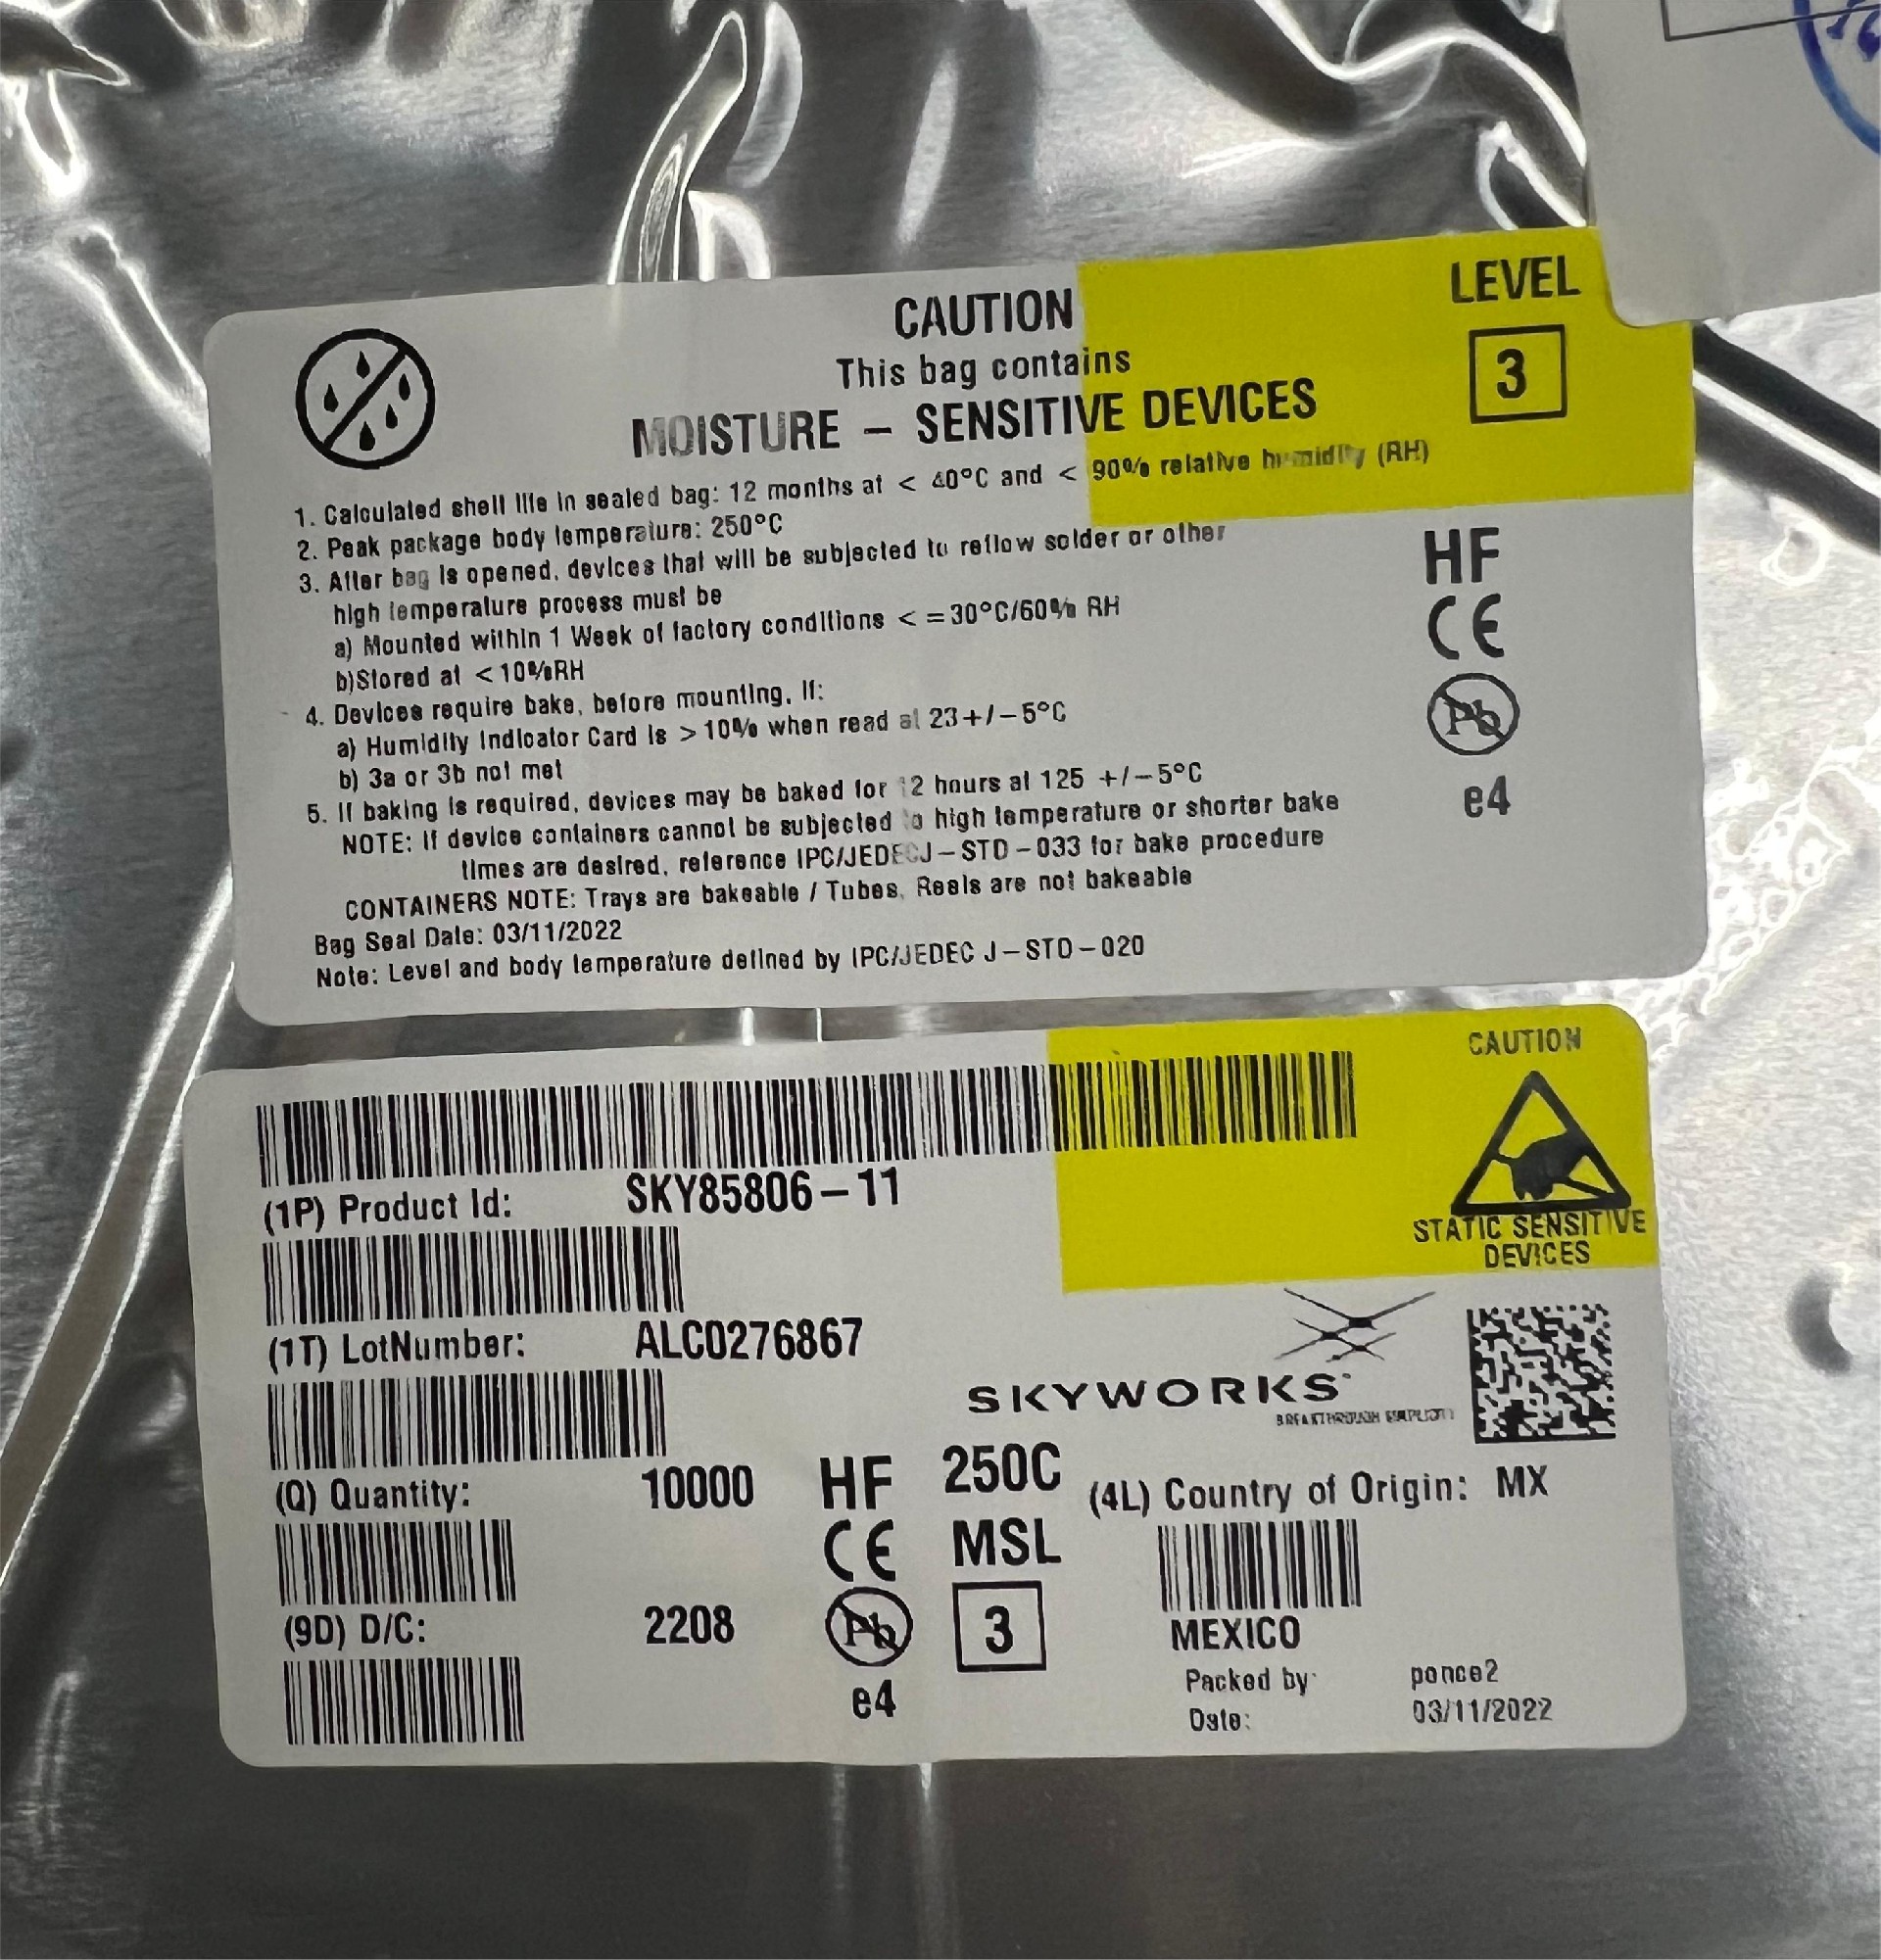 CAUTION
LEVEL
This bag contains
3
MOISTURE – SENSITIVE DEVICES
1. Calculated shelf life in sealed bag: 12 months at < 40°C and < 90% relative humidity (RH)
2. Peak package body temperature: 250°C
3. After bag is opened, devices that will be subjected to reflow solder or other
high temperature process must be
a) Mounted within 1 Week of factory conditions < =30°C/60% RH
b)Stored at <10%RH
4. Devices require bake, before mounting, if:
a) Humidity Indicator Card is >10% when read at 23+/–5°C
b) 3a or 3b not met
5. If baking is required, devices may be baked for 12 hours at 125 +/–5°C
NOTE: If device containers cannot be subjected to high temperature or shorter bake
times are desired, reference IPC/JEDECJ–STD–033 for bake procedure
CONTAINERS NOTE: Trays are bakeable / Tubes, Reels are not bakeable
Bag Seal Date: 03/11/2022
Note: Level and body temperature defined by IPC/JEDEC J–STD–020
HF
CE
Pb
e4
CAUTION
STATIC SENSITIVE
DEVICES
(1P) Product Id: SKY85806–11
(1T) LotNumber: ALC0276867
SKYWORKS
BREAKTHROUGH SIMPLICITY
(Q) Quantity: 10000
HF 250C
(4L) Country of Origin: MX
CE MSL
(9D) D/C: 2208
Pb 3
MEXICO
e4
Packed by: ponce2
Date: 03/11/2022